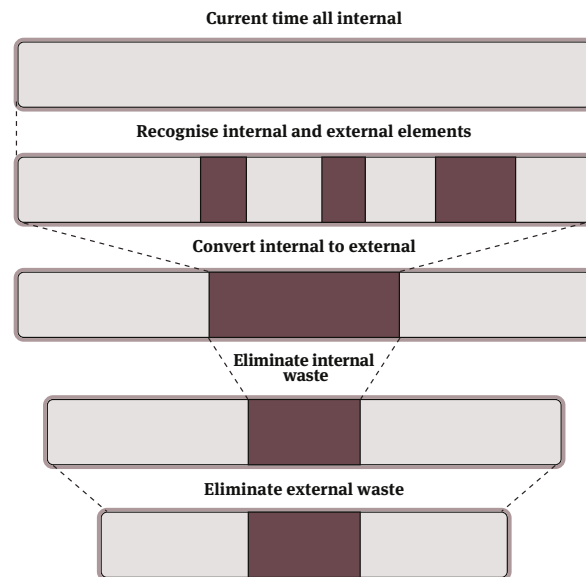 Current time all internal
Recognise internal and external elements
Convert internal to external
Eliminate internal
waste
Eliminate external waste